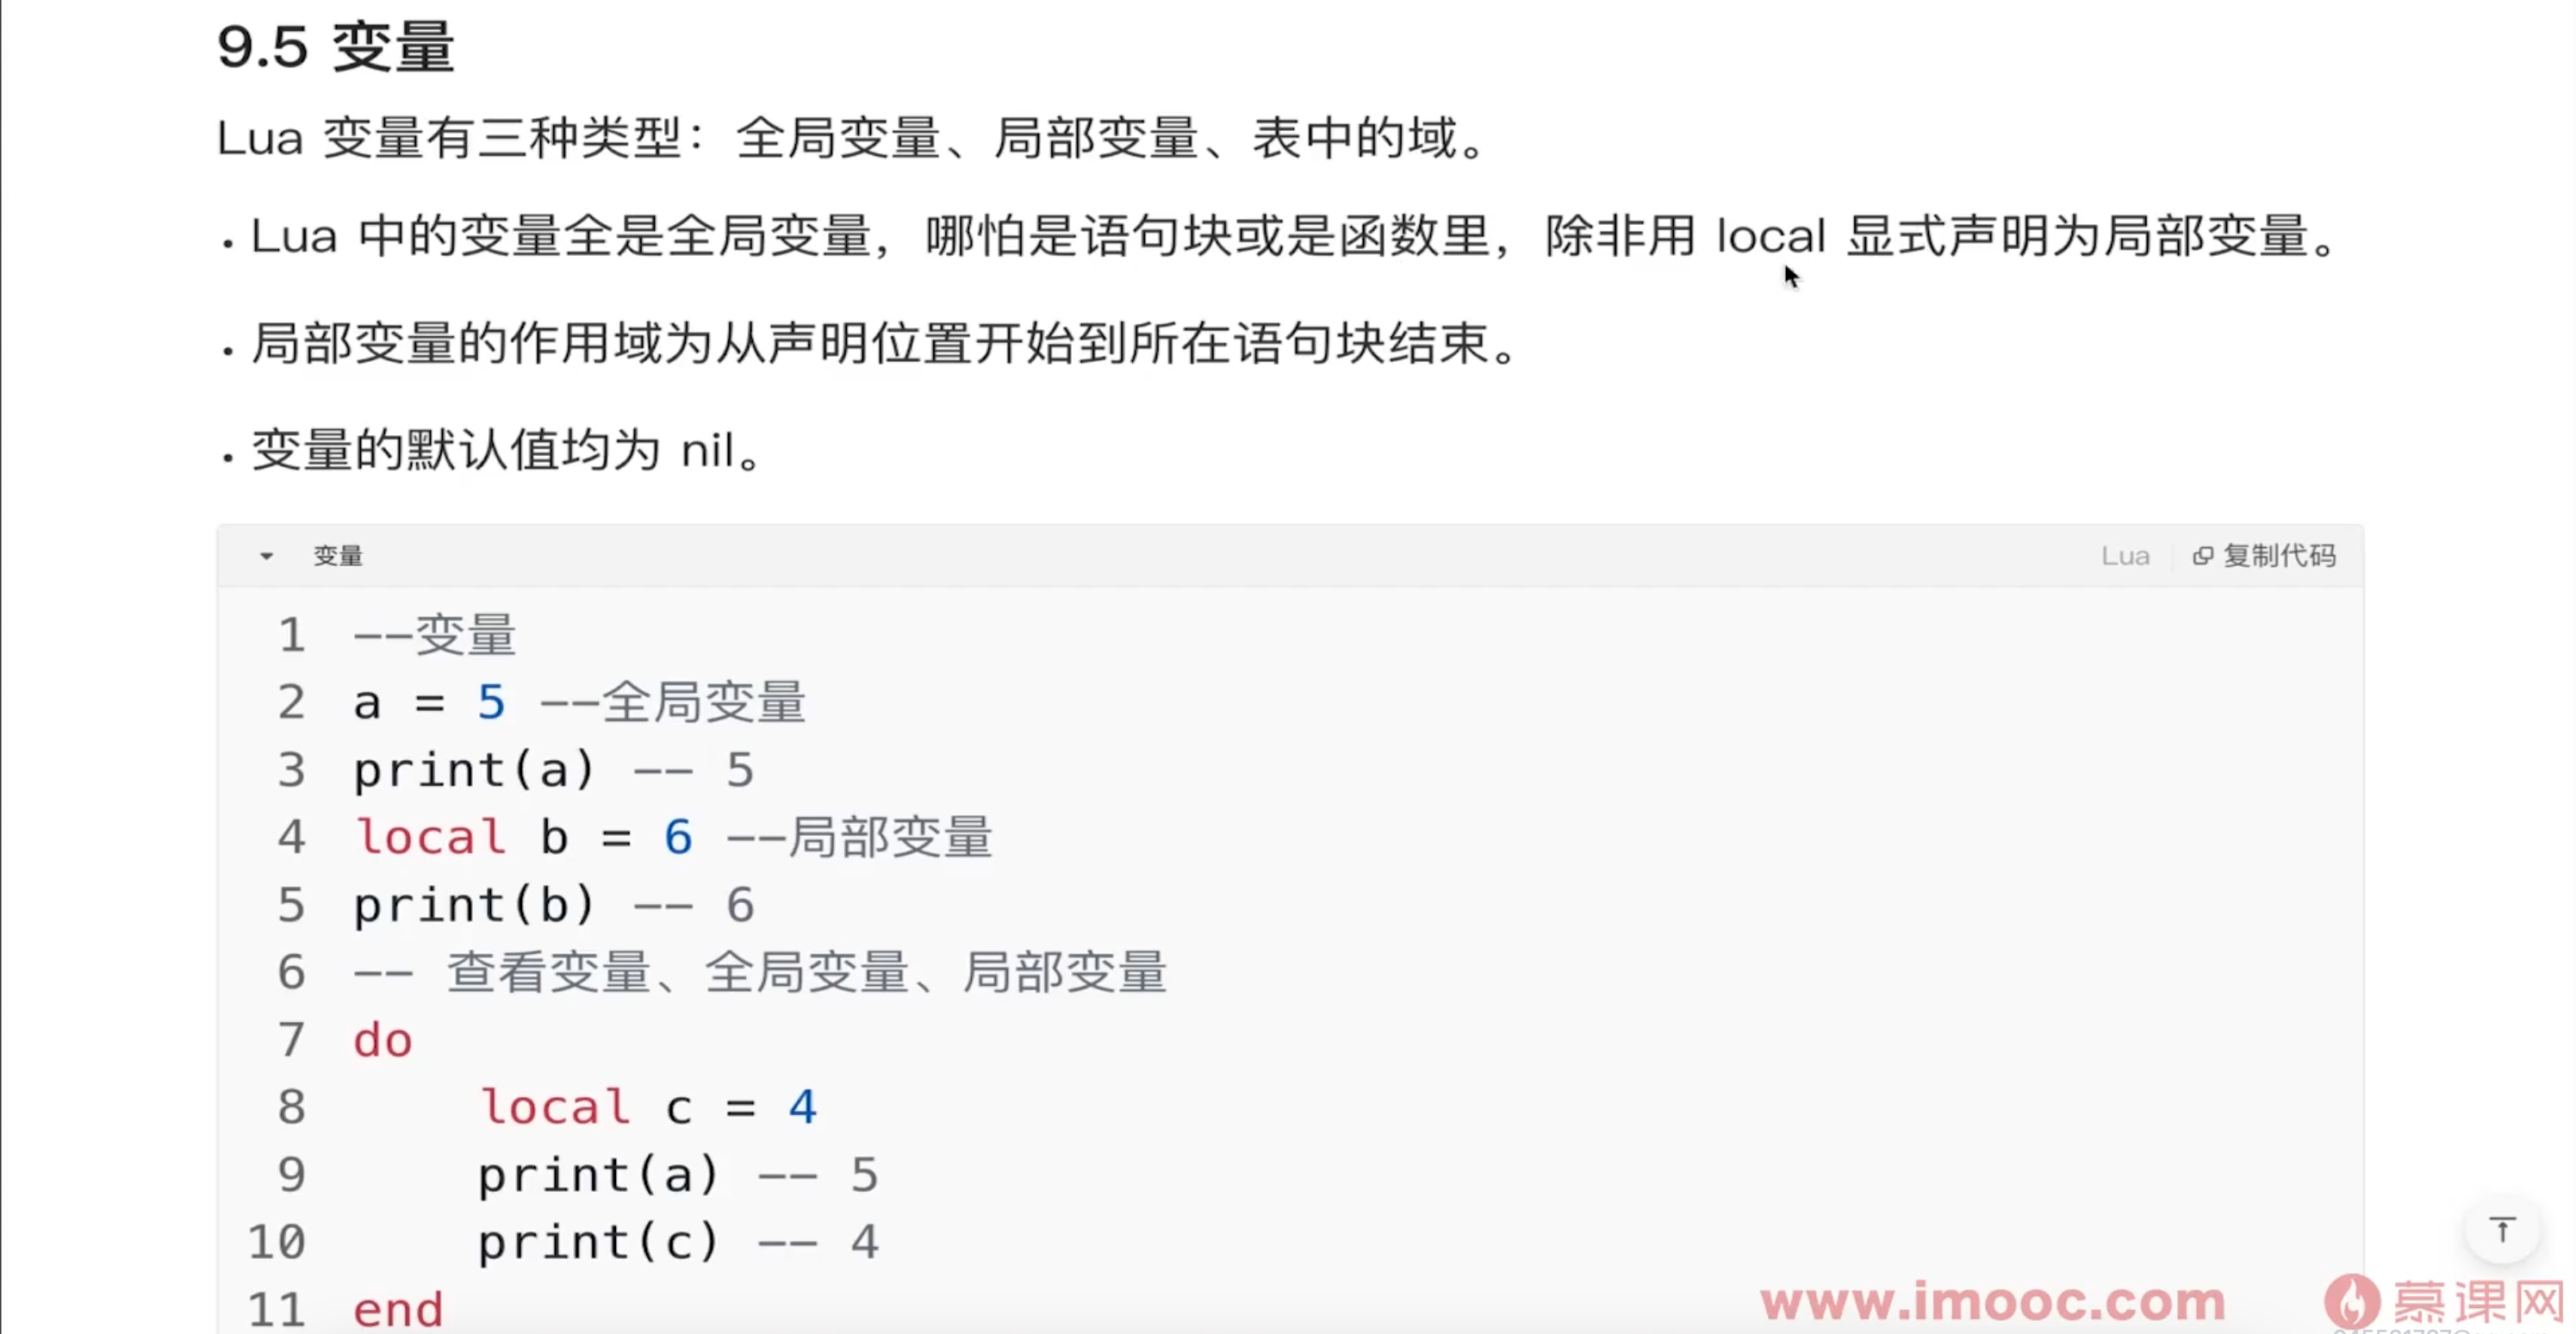 9.5 变量
Lua 变量有三种类型：全局变量、局部变量、表中的域。
• Lua 中的变量全是全局变量，哪怕是语句块或是函数里，除非用 local 显式声明为局部变量。
• 局部变量的作用域为从声明位置开始到所在语句块结束。
• 变量的默认值均为 nil。
变量 Lua 复制代码
1 --变量
2 a = 5 --全局变量
3 print(a) -- 5
4 local b = 6 --局部变量
5 print(b) -- 6
6 -- 查看变量、全局变量、局部变量
7 do
8 local c = 4
9 print(a) -- 5
10 print(c) -- 4
11 end
www.imooc.com 慕课网